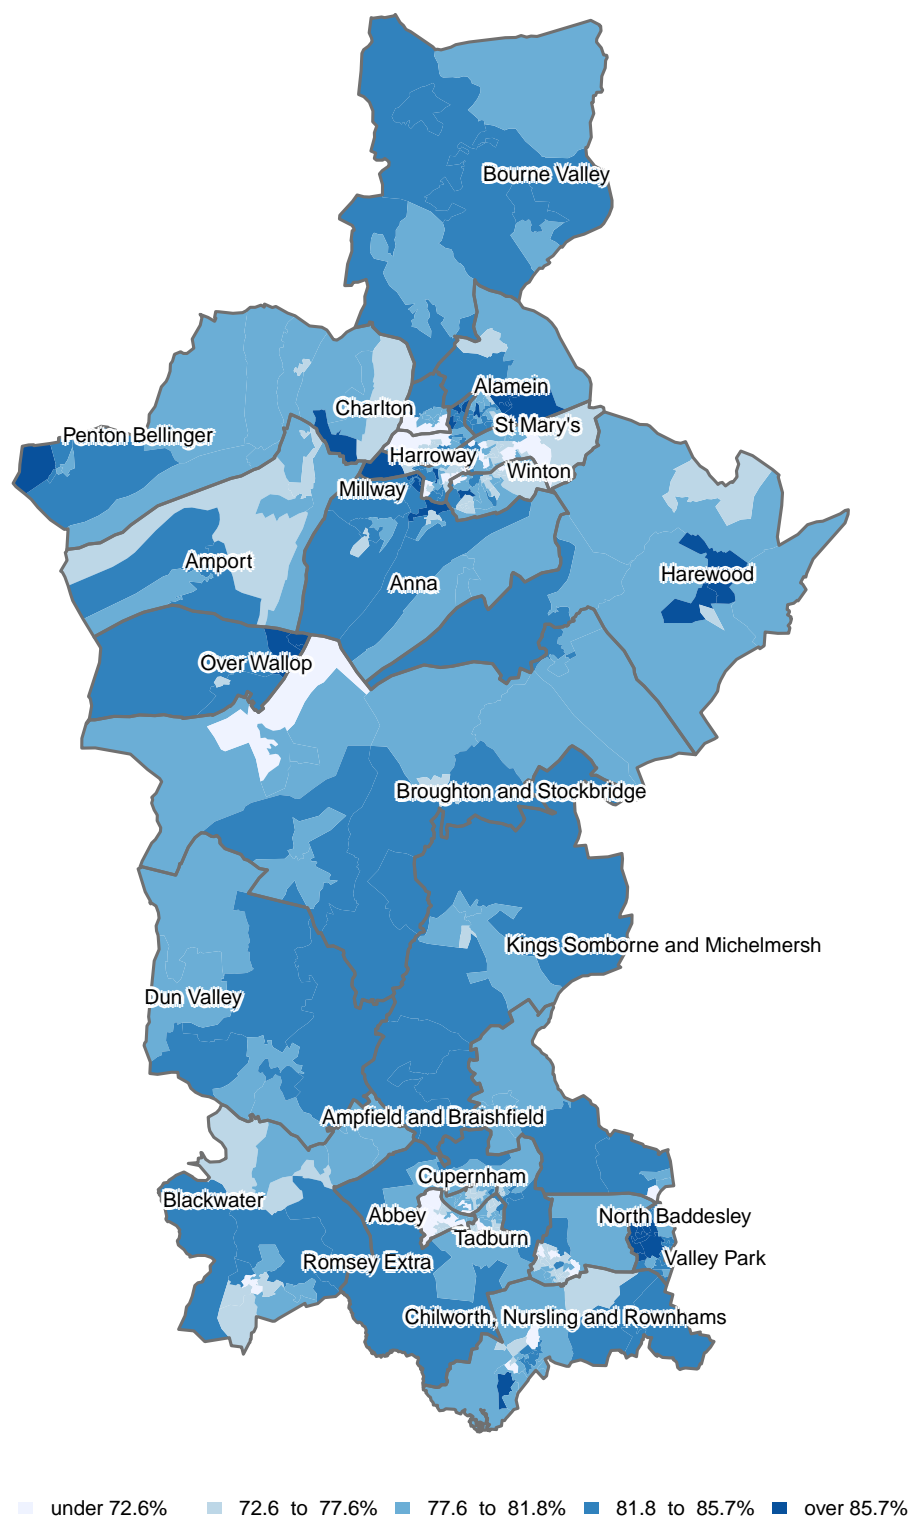 Bourne Valley
Alamein
Charlton
St Mary's
Penton Bellinger
Harroway
Winton
Millway
Amport
Harewood
Anna
Over Wallop
Broughton and Stockbridge
Kings Somborne and Michelmersh
Dun Valley
Ampfield and Braishfield
Cupernham
Blackwater
Abbey
North Baddesley
Tadburn
Valley Park
Romsey Extra
Chilworth, Nursling and Rownhams
under 72.6% 72.6 to 77.6% 77.6 to 81.8% 81.8 to 85.7% over 85.7%